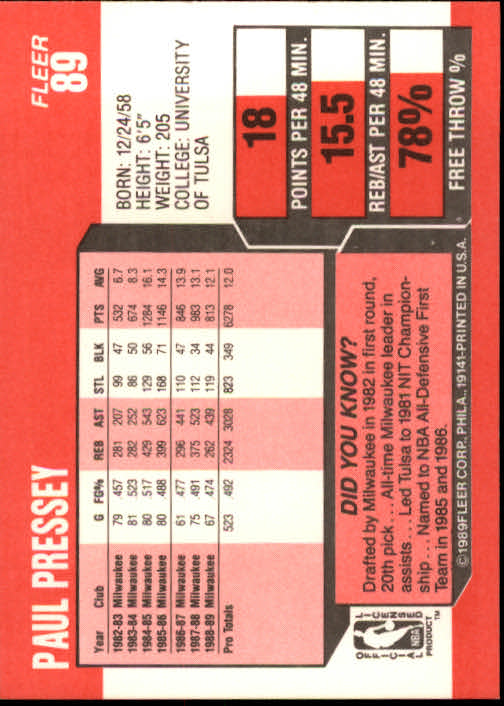 PAUL PRESSEY
FLEER
89
Year Club G FG% REB AST STL BLK PTS AVG
1982-83 Milwaukee 79 457 281 207 99 47 532 6.7
1983-84 Milwaukee 81 523 282 252 86 50 674 8.3
1984-85 Milwaukee 80 517 429 543 129 56 1284 16.1
1985-86 Milwaukee 80 488 399 623 168 71 1146 14.3
1986-87 Milwaukee 61 477 296 441 110 47 846 13.9
1987-88 Milwaukee 75 491 375 523 112 34 983 13.1
1988-89 Milwaukee 67 474 262 439 119 44 813 12.1
Pro Totals 523 492 2324 3028 823 349 6278 12.0
BORN: 12/24/58
HEIGHT: 6'5"
WEIGHT: 205
COLLEGE: UNIVERSITY
OF TULSA
18
POINTS PER 48 MIN.
15.5
REB/AST PER 48 MIN.
78%
FREE THROW %
DID YOU KNOW?
Drafted by Milwaukee in 1982 in first round,
20th pick . . . All-time Milwaukee leader in
assists . . . Led Tulsa to 1981 NIT Champion-
ship . . . Named to NBA All-Defensive First
Team in 1985 and 1986.
OFFICIAL
LICENSED
NBA
PRODUCT™
©1989 FLEER CORP., PHILA., 19141-PRINTED IN U.S.A.